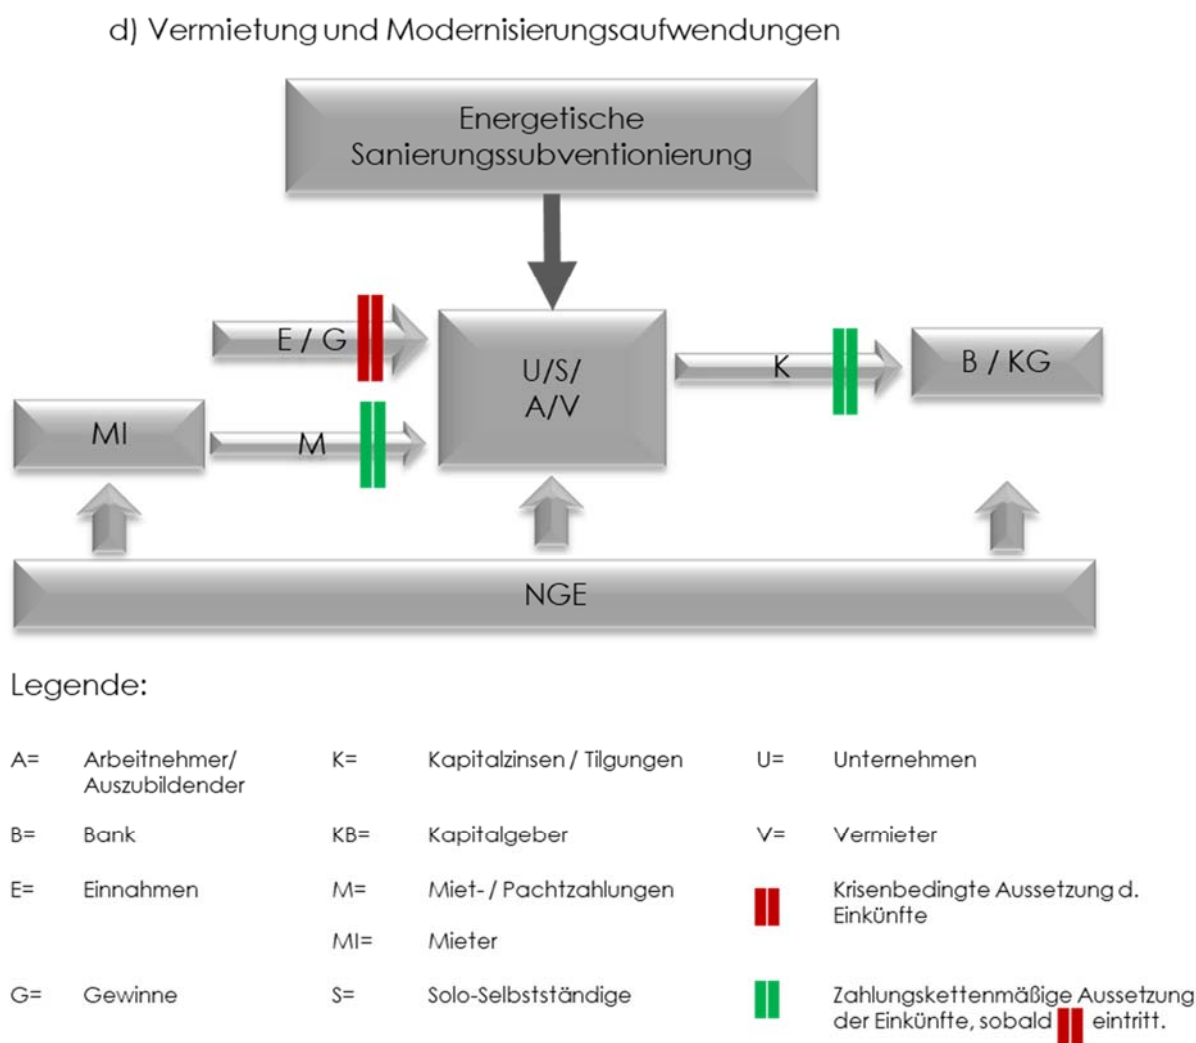 d) Vermietung und Modernisierungsaufwendungen
Energetische
Sanierungssubventionierung
E / G
U/S/
A/V
K
B / KG
MI
M
NGE
Legende:
A= Arbeitnehmer/
Auszubildender
K= Kapitalzinsen / Tilgungen
U= Unternehmen
B= Bank
KB= Kapitalgeber
V= Vermieter
E= Einnahmen
M= Miet- / Pachtzahlungen
Krisenbedingte Aussetzung d.
Einkünfte
MI= Mieter
G= Gewinne
S= Solo-Selbstständige
Zahlungskettenmäßige Aussetzung
der Einkünfte, sobald eintritt.